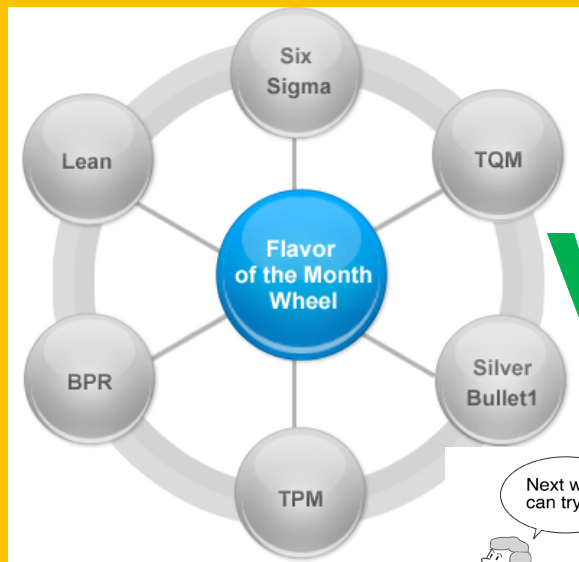 Six
Sigma
Lean
TQM
Flavor
of the Month
Wheel
BPR
Silver
Bullet1
TPM
Next w
can try